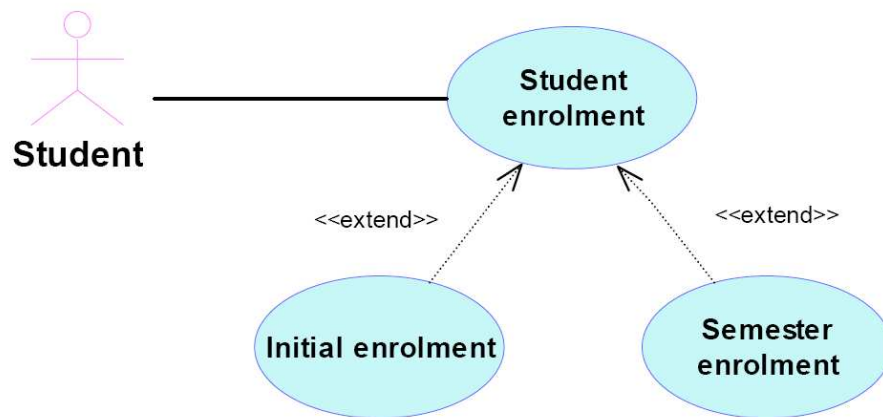 Student
enrolment
Student
<<extend>>
<<extend>>
Initial enrolment
Semester
enrolment